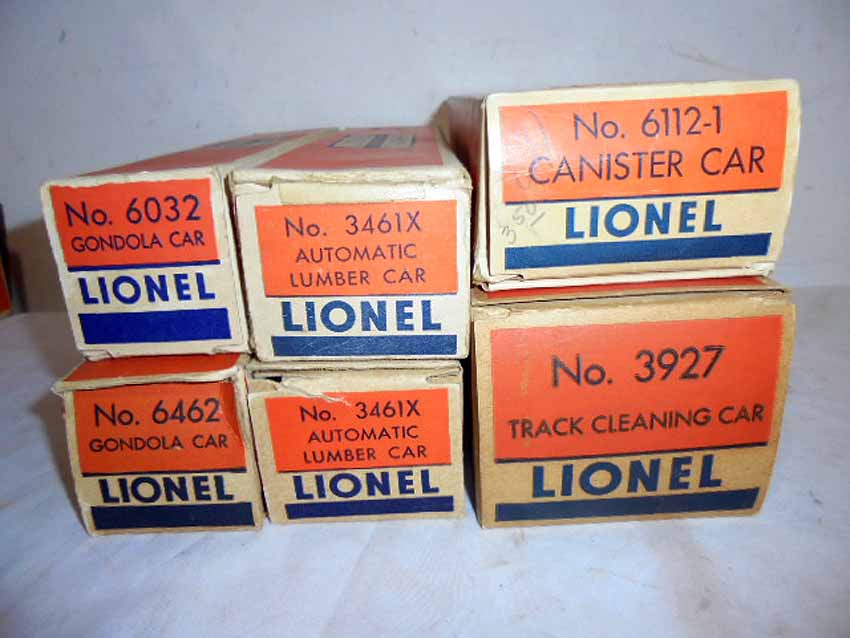 No. 6032
GONDOLA CAR
LIONEL
No. 3461X
AUTOMATIC
LUMBER CAR
LIONEL
No. 6112-1
CANISTER CAR
LIONEL
No. 6462
GONDOLA CAR
LIONEL
No. 3461X
AUTOMATIC
LUMBER CAR
LIONEL
No. 3927
TRACK CLEANING CAR
LIONEL